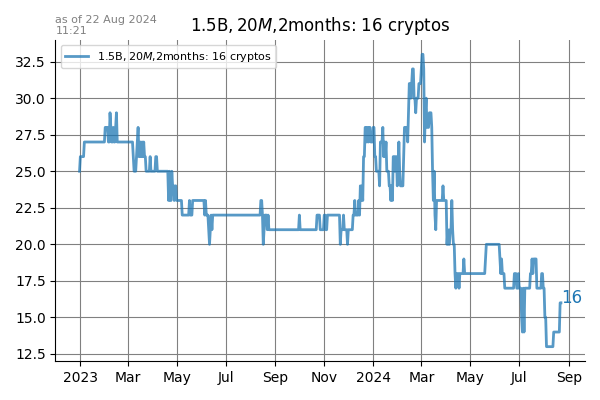 as of 22 Aug 2024
11:21
1.5B, 20M,2months: 16 cryptos
1.5B, 20M,2months: 16 cryptos
32.5
30.0
27.5
25.0
22.5
20.0
17.5
15.0
12.5
16
2023 Mar May Jul Sep Nov 2024 Mar May Jul Sep